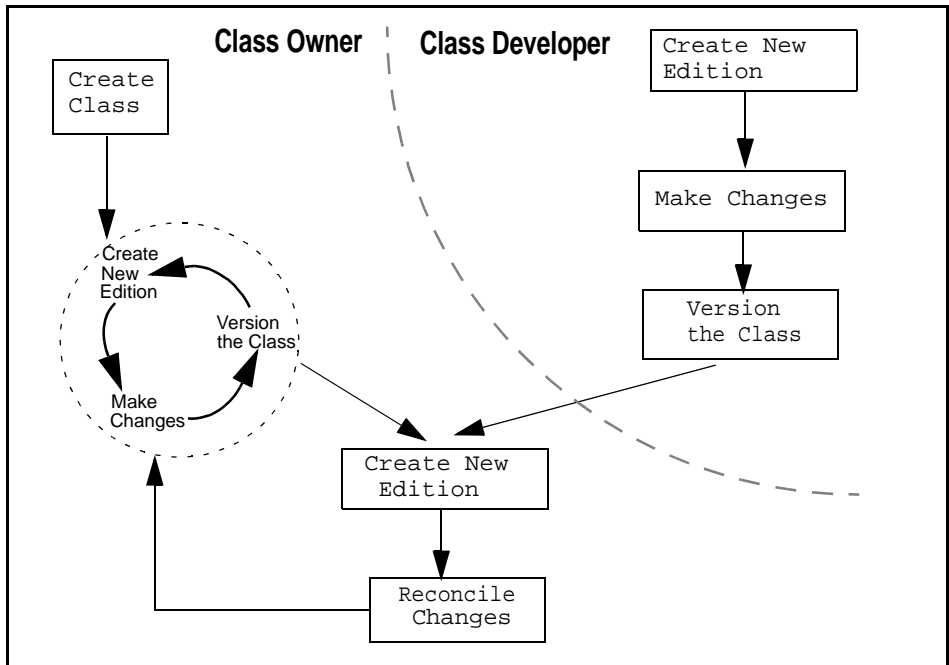 Class Owner
Class Developer
Create
Class
Create New
Edition
Make Changes
Version
the Class
Create
New
Edition
Version
the Class
Make
Changes
Create New
Edition
Reconcile
Changes